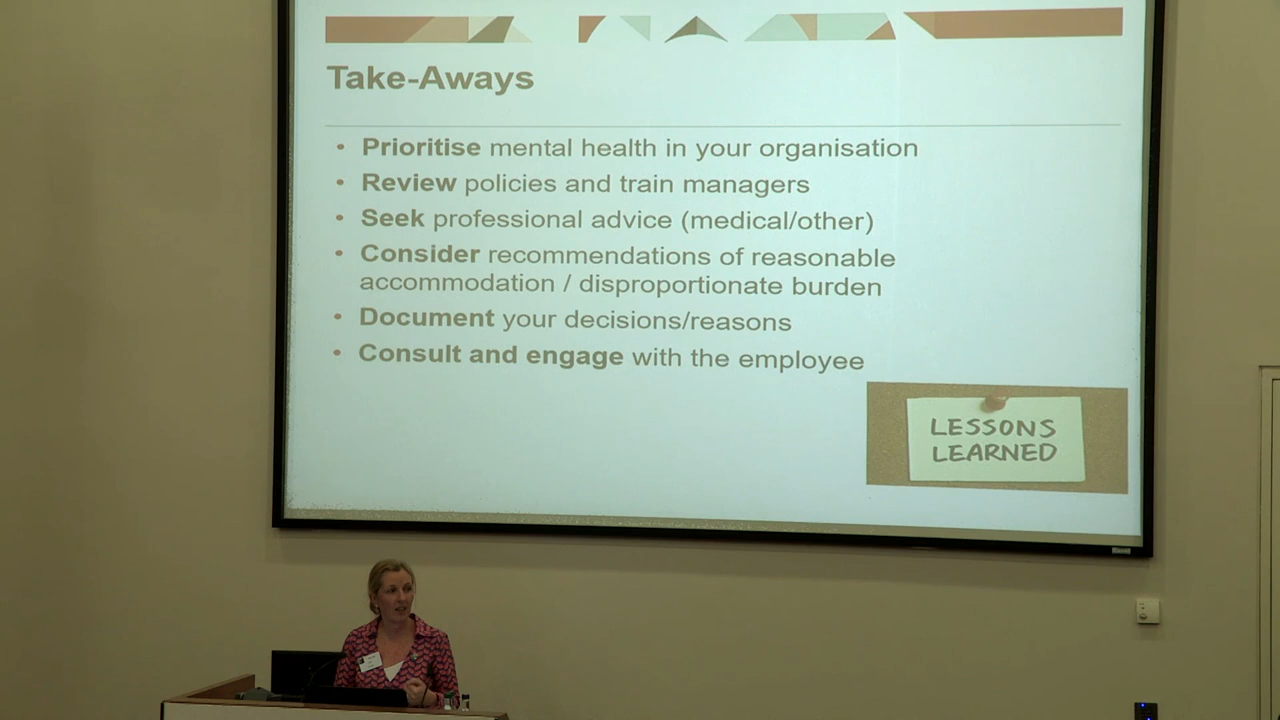 Take-Aways
• Prioritise mental health in your organisation
• Review policies and train managers
• Seek professional advice (medical/other)
• Consider recommendations of reasonable
accommodation / disproportionate burden
• Document your decisions/reasons
• Consult and engage with the employee
LESSONS
LEARNED